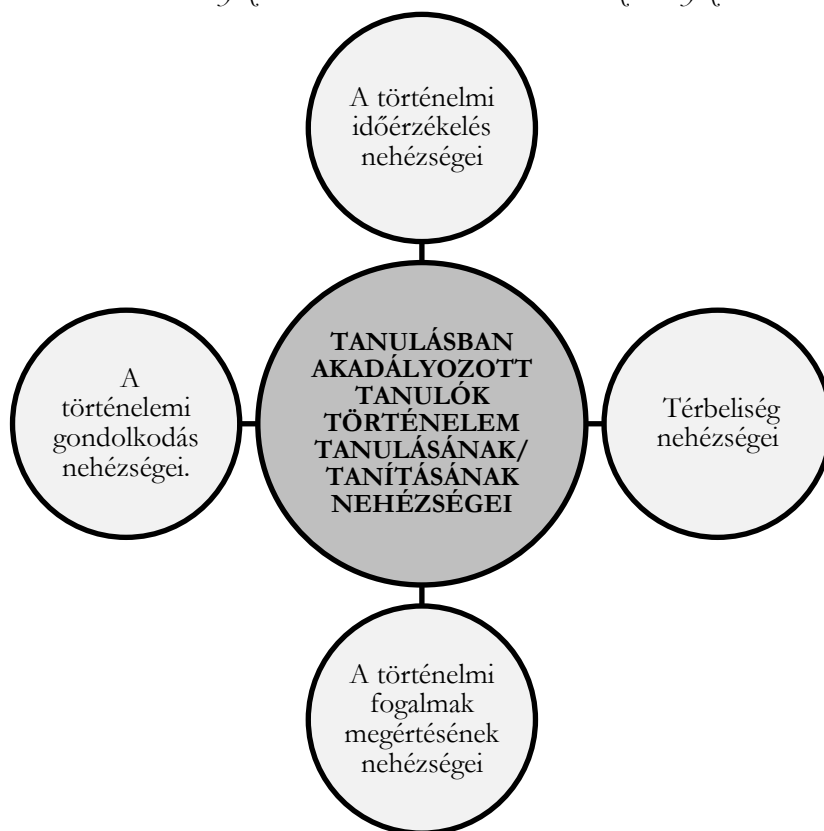 A történelmi
időérzékelés
nehézségei
A
történelemi
gondolkodás
nehézségei.
TANULÁSBAN
AKADÁLYOZOTT
TANULÓK
TÖRTÉNELEM
TANULÁSÁNAK/
TANÍTÁSÁNAK
NEHÉZSÉGEI
Térbeliség
nehézségei
A történelmi
fogalmak
megértésének
nehézségei